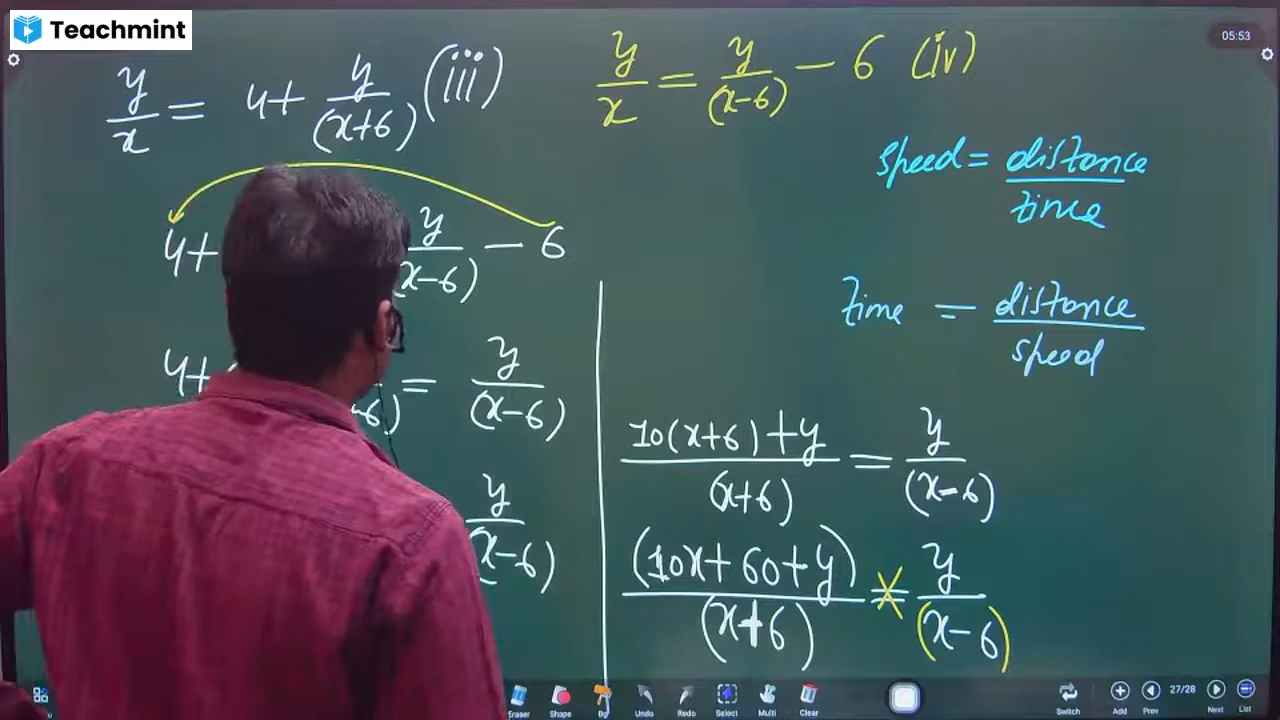 Teachmint
05:53
y/x = 4+ y/(x+6) (iii)
y/x = y/(x-6) - 6 (iv)
speed = distance/time
4+ y/(x-6) - 6
time = distance/speed
4+ -6) = y/(x-6)
10(x+6)+y/(x+6) = y/(x-6)
y/(x-6)
(10x+60+y)/(x+6) = y/(x-6)
Eraser Shape Bg Undo Redo Select Multi Clear Switch Add Prev 27/28 Next List